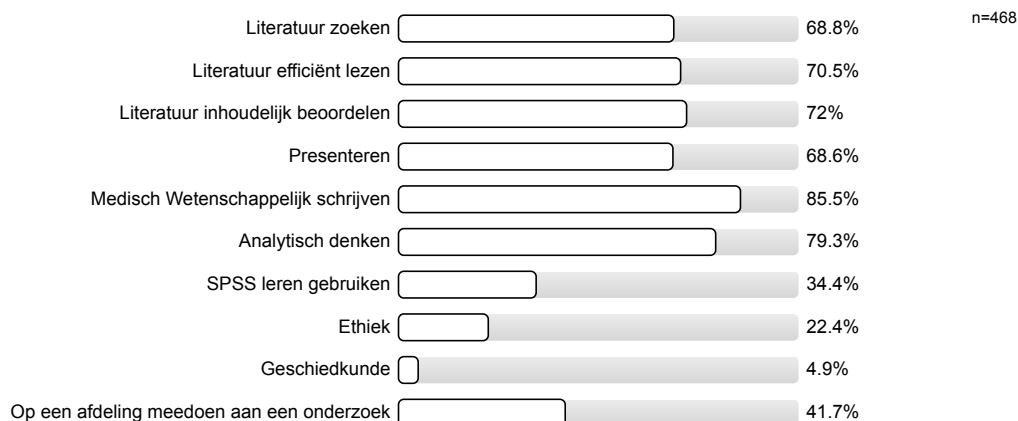 n=468
Literatuur zoeken 68.8%
Literatuur efficiënt lezen 70.5%
Literatuur inhoudelijk beoordelen 72%
Presenteren 68.6%
Medisch Wetenschappelijk schrijven 85.5%
Analytisch denken 79.3%
SPSS leren gebruiken 34.4%
Ethiek 22.4%
Geschiedkunde 4.9%
Op een afdeling meedoen aan een onderzoek 41.7%